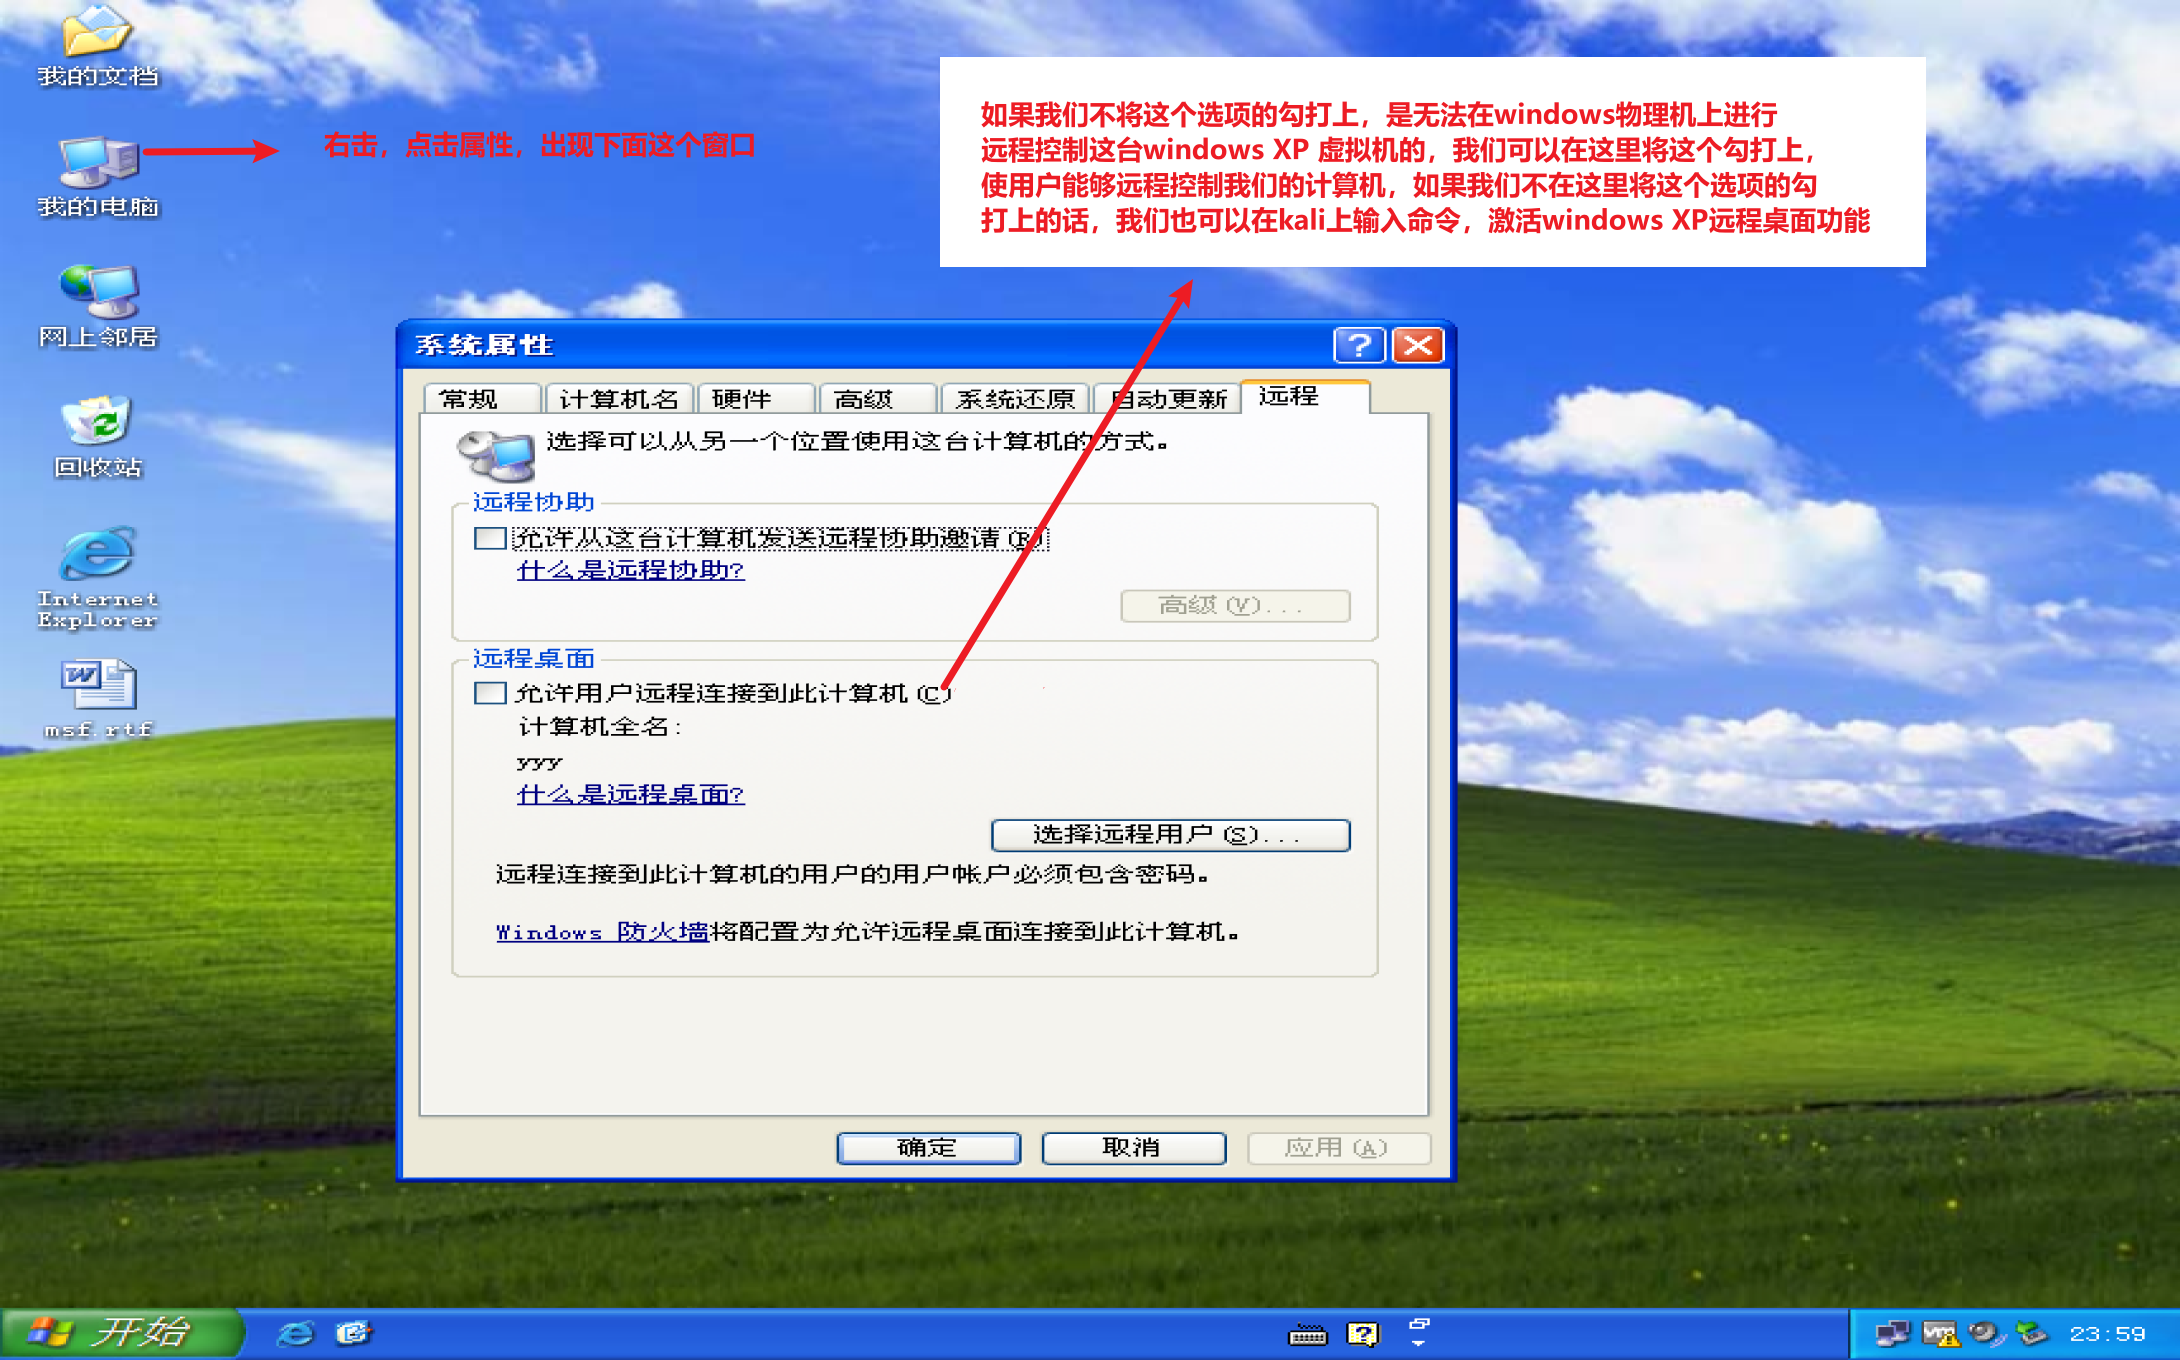 我的文档
我的电脑
网上邻居
回收站
Internet
Explorer
msf.rtf
右击，点击属性，出现下面这个窗口
如果我们不将这个选项的勾打上，是无法在windows物理机上进行
远程控制这台windows XP 虚拟机的，我们可以在这里将这个勾打上，
使用户能够远程控制我们的计算机，如果我们不在这里将这个选项的勾
打上的话，我们也可以在kali上输入命令，激活windows XP远程桌面功能
系统属性
常规 计算机名 硬件 高级 系统还原 自动更新 远程
选择可以从另一个位置使用这台计算机的方式。
远程协助
允许从这台计算机发送远程协助邀请(R)
什么是远程协助?
高级(V)...
远程桌面
允许用户远程连接到此计算机(C)
计算机全名:
yyy
什么是远程桌面?
选择远程用户(S)...
远程连接到此计算机的用户的用户帐户必须包含密码。
Windows 防火墙将配置为允许远程桌面连接到此计算机。
确定 取消 应用(A)
开始
23:59